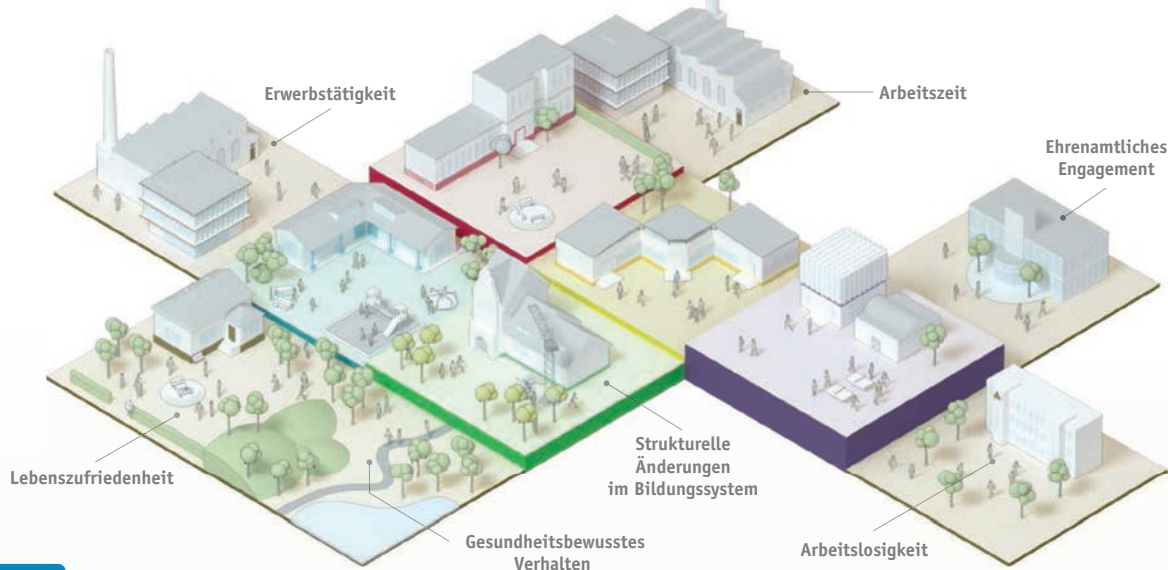 Erwerbstätigkeit
Arbeitszeit
Ehrenamtliches
Engagement
Strukturelle
Änderungen
im Bildungssystem
Lebenszufriedenheit
Gesundheitsbewusstes
Verhalten
Arbeitslosigkeit